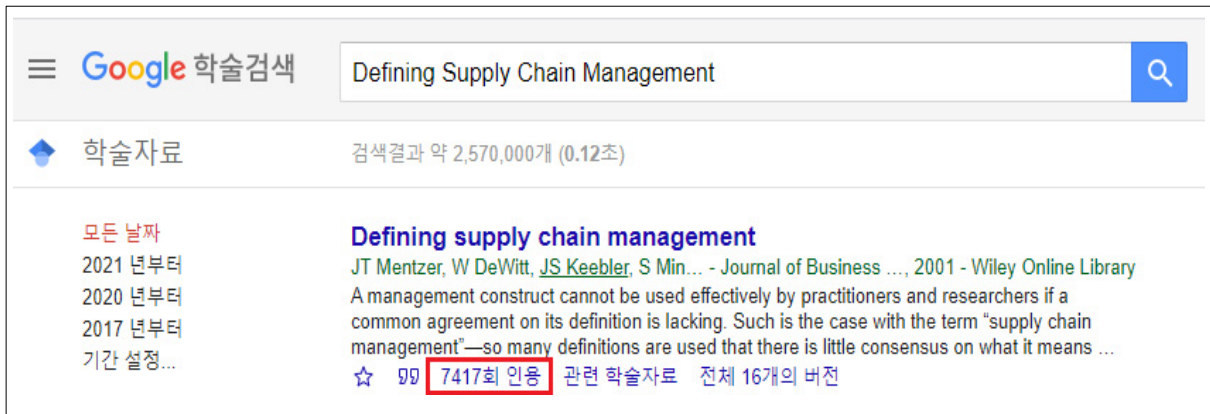 Google 학술검색
Defining Supply Chain Management
학술자료
검색결과 약 2,570,000개 (0.12초)
모든 날짜
2021 년부터
2020 년부터
2017 년부터
기간 설정...
Defining supply chain management
JT Mentzer, W DeWitt, JS Keebler, S Min... - Journal of Business ..., 2001 - Wiley Online Library
A management construct cannot be used effectively by practitioners and researchers if a
common agreement on its definition is lacking. Such is the case with the term “supply chain
management”—so many definitions are used that there is little consensus on what it means ...
7417회 인용 관련 학술자료 전체 16개의 버전